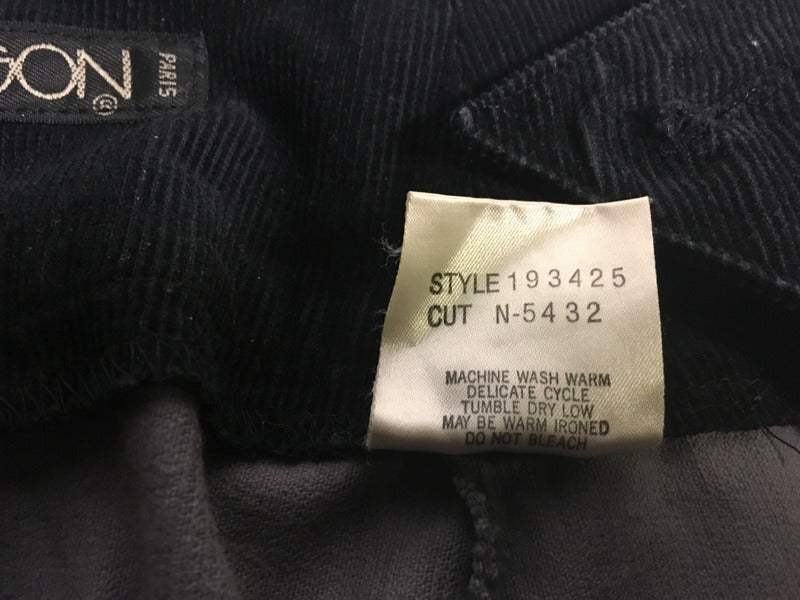 NOG
®
PARIS
STYLE 193425
CUT N-5432
MACHINE WASH WARM
DELICATE CYCLE
TUMBLE DRY LOW
MAY BE WARM IRONED
DO NOT BLEACH